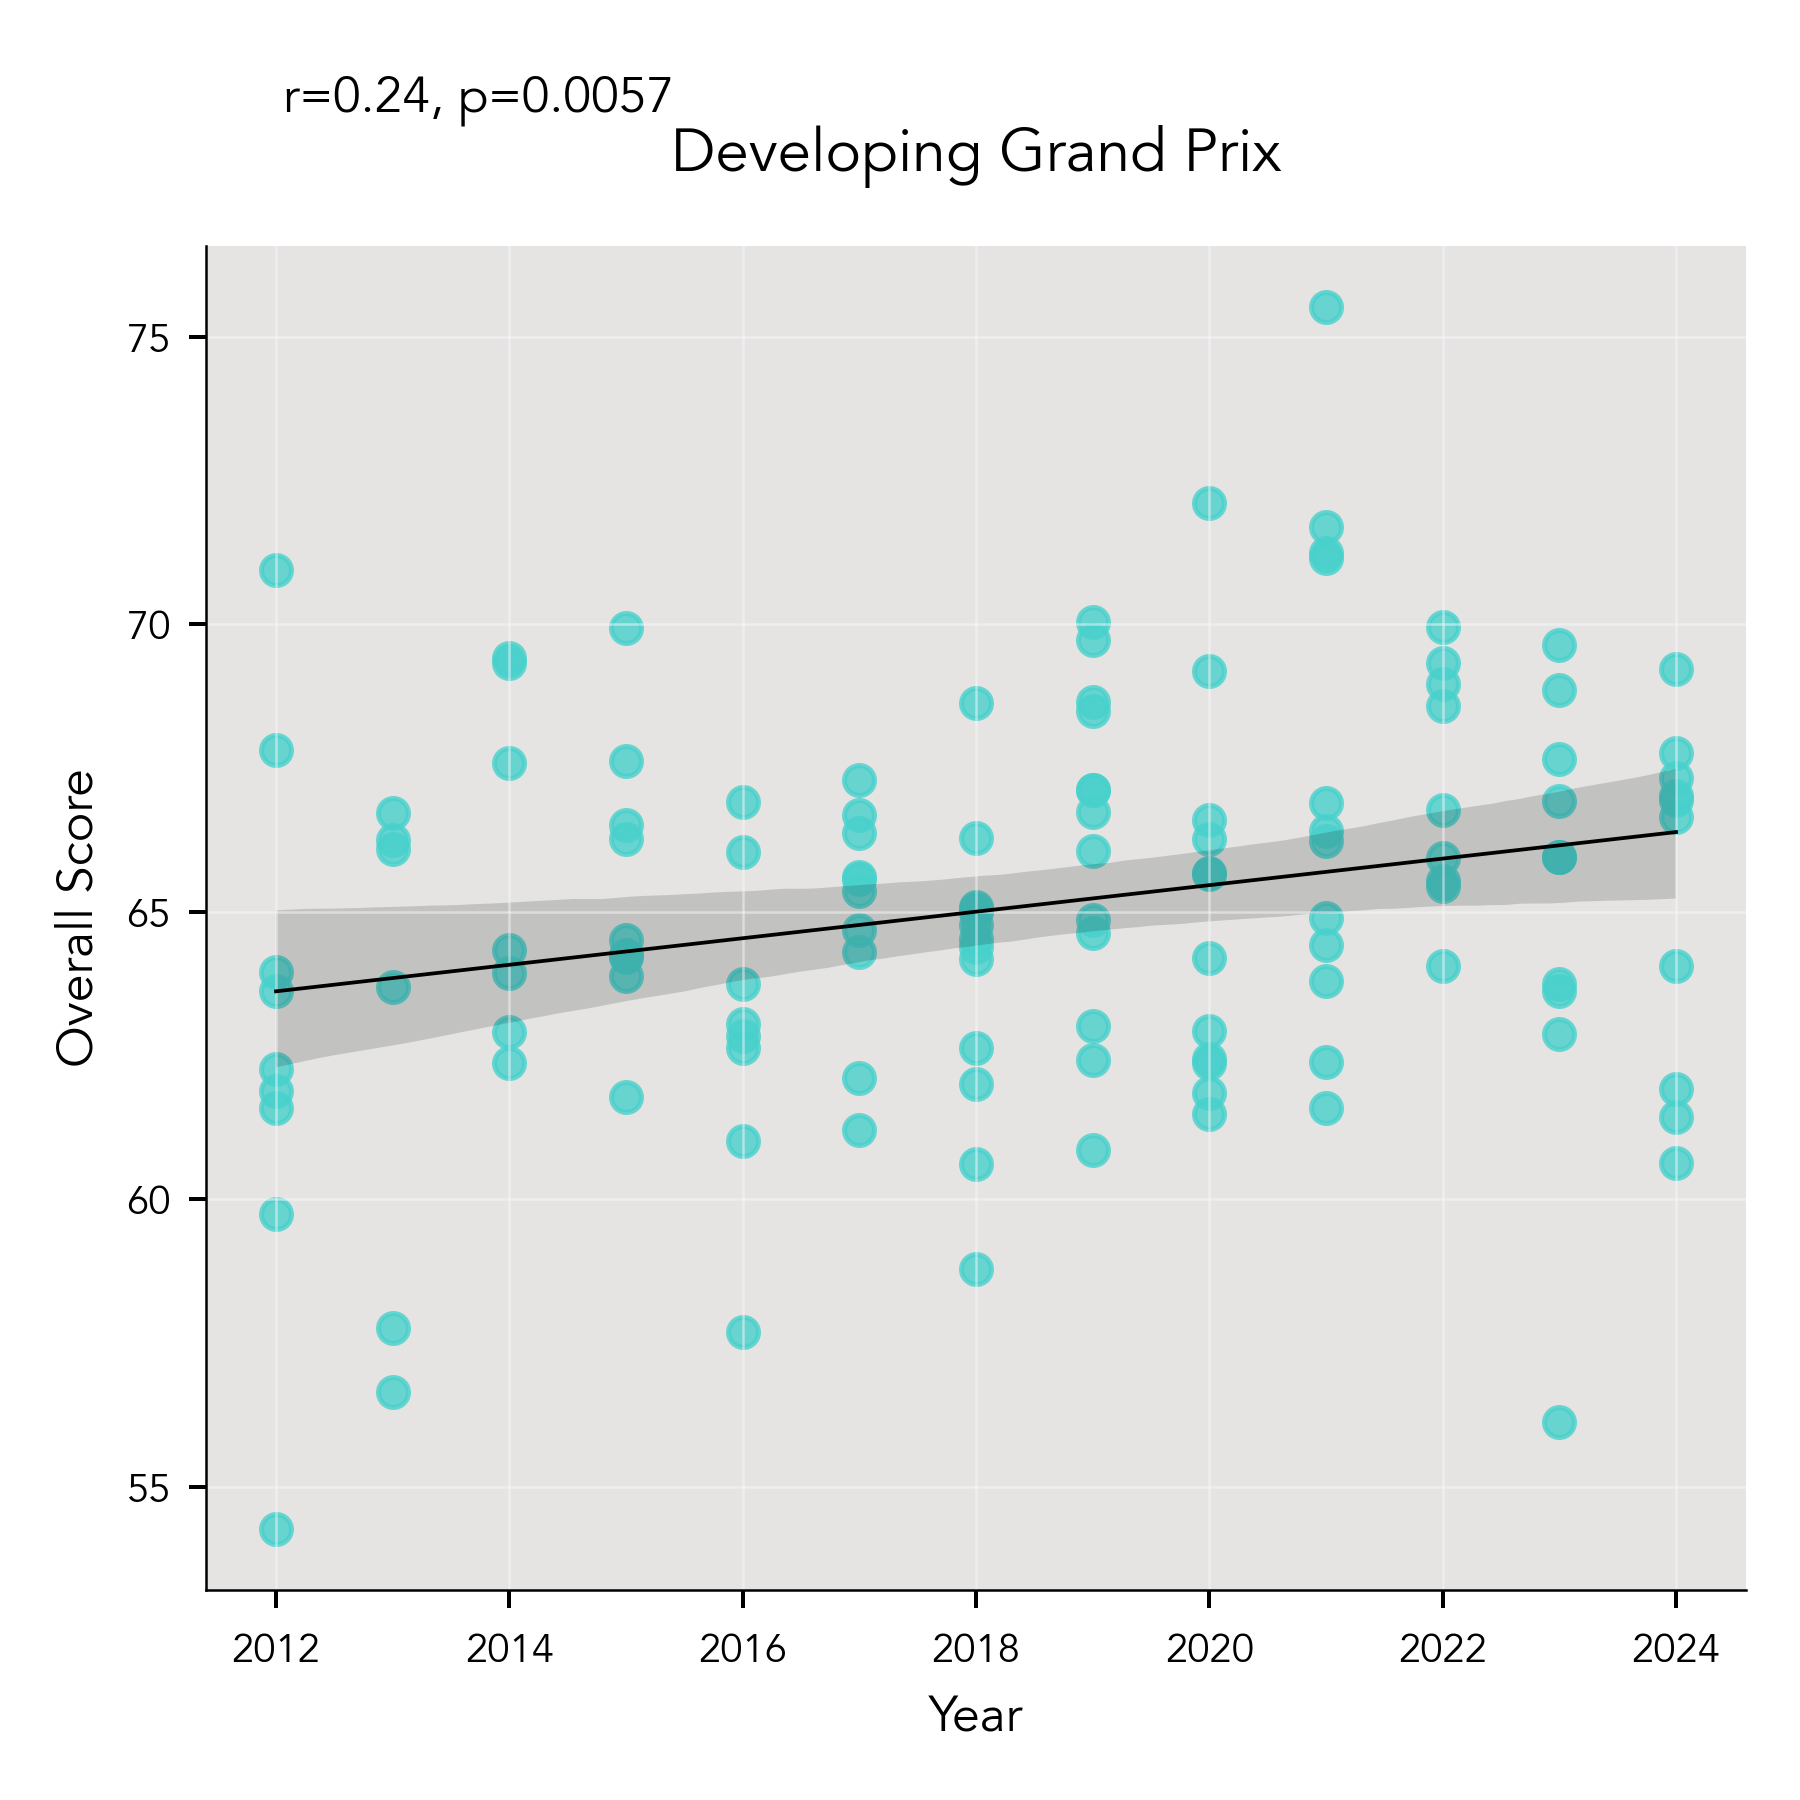 r=0.24, p=0.0057
Developing Grand Prix
Overall Score
75
70
65
60
55
2012 2014 2016 2018 2020 2022 2024
Year